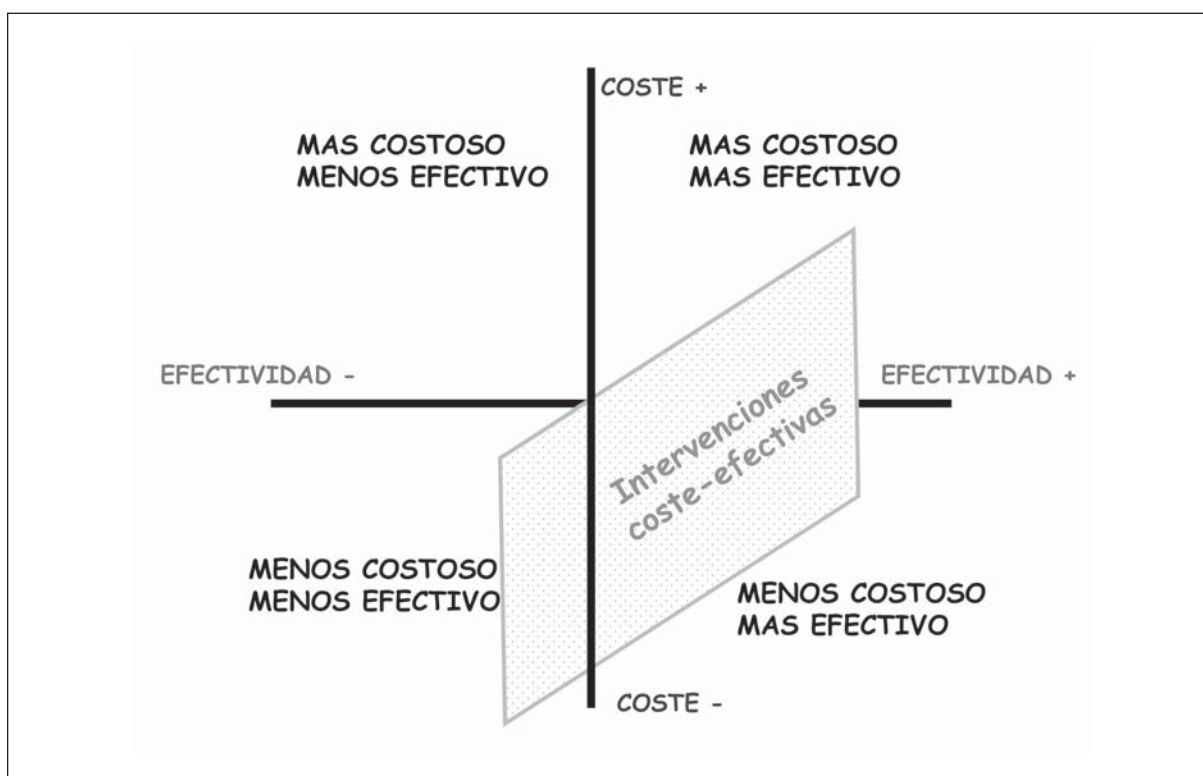 COSTE +
MAS COSTOSO
MENOS EFECTIVO
MAS COSTOSO
MAS EFECTIVO
EFECTIVIDAD -
EFECTIVIDAD +
Intervenciones
coste-efectivas
MENOS COSTOSO
MENOS EFECTIVO
MENOS COSTOSO
MAS EFECTIVO
COSTE -